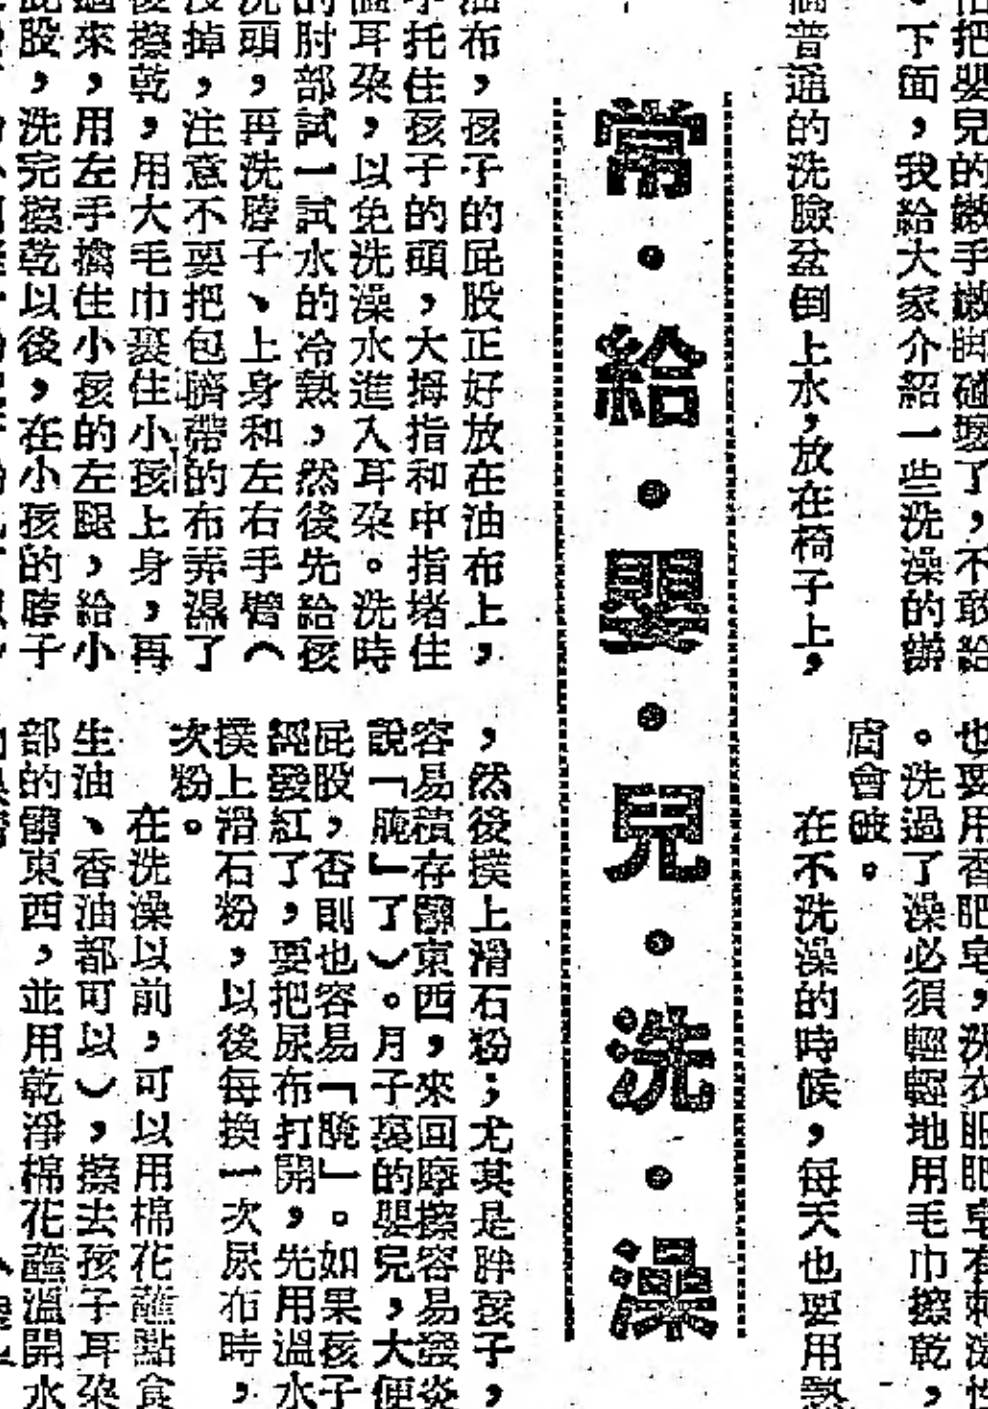 常·給·嬰·兒·洗·澡
把嬰兒的嫩手嫩脚碰壞了，不敢給
。下面，我給大家介紹一些洗澡的辦
普通的洗臉盆倒上水，放在椅子上，
油布，孩子的屁股正好放在油布上，
手托住孩子的頭，大拇指和中指堵住
個耳朶，以免洗澡水進入耳朶。洗時
的肘部試一試水的冷熱，然後先給孩
洗頭，再洗脖子、上身和左右手臂（
沒掉，注意不要把包臍帶的布弄濕了
後擦乾，用大毛巾裹住小孩上身，再
過來，用左手擒住小孩的左腿，給小
屁股，洗完擦乾以後，在小孩的脖子
也要用香肥皂，洗衣服肥皂有刺激性
。洗過了澡必須輕輕地用毛巾擦乾，
膚會破。
在不洗澡的時候，每天也要用熱
，然後撲上滑石粉；尤其是胖孩子，
容易積存髒東西，來回磨擦容易發炎
說「腌」了）。月子裏的嬰兒，大便
屁股，否則也容易「腌」。如果孩子
經發紅了，要把尿布打開，先用溫水
撲上滑石粉，以後每換一次尿布時，
次粉。
在洗澡以前，可以用棉花蘸點食
生油、香油都可以），擦去孩子耳朶
部的髒東西，並用乾淨棉花蘸溫開水